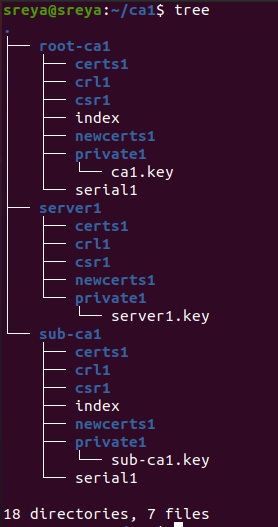 sreya@sreya:~/ca1$ tree
.
├── root-ca1
│   ├── certs1
│   ├── crl1
│   ├── csr1
│   ├── index
│   ├── newcerts1
│   ├── private1
│   │   └── ca1.key
│   └── serial1
├── server1
│   ├── certs1
│   ├── crl1
│   ├── csr1
│   ├── newcerts1
│   └── private1
│       └── server1.key
└── sub-ca1
    ├── certs1
    ├── crl1
    ├── csr1
    ├── index
    ├── newcerts1
    ├── private1
    │   └── sub-ca1.key
    └── serial1

18 directories, 7 files